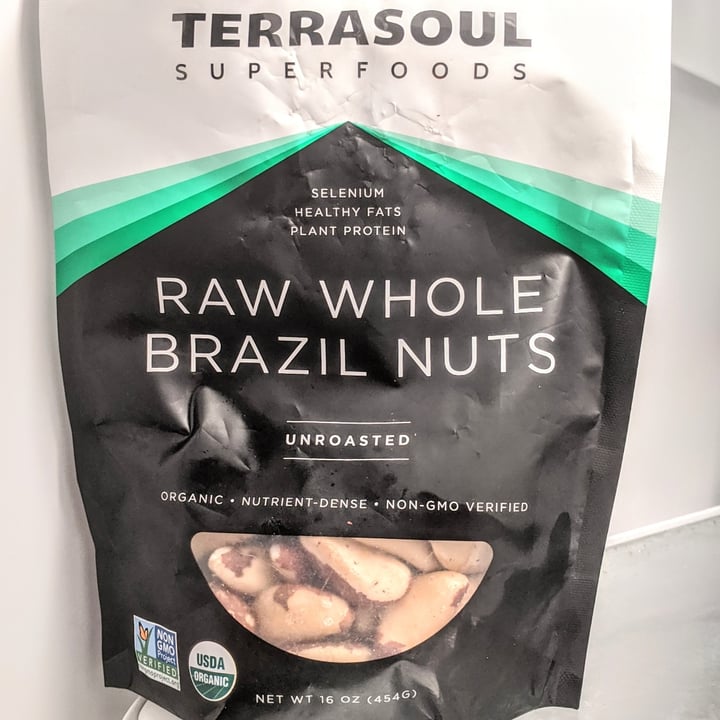 TERRASOUL
SUPERFOODS
SELENIUM
HEALTHY FATS
PLANT PROTEIN
RAW WHOLE
BRAZIL NUTS
UNROASTED
ORGANIC • NUTRIENT-DENSE • NON-GMO VERIFIED
NON
GMO
Project
VERIFIED
USDA
ORGANIC
NET WT 16 OZ (454G)